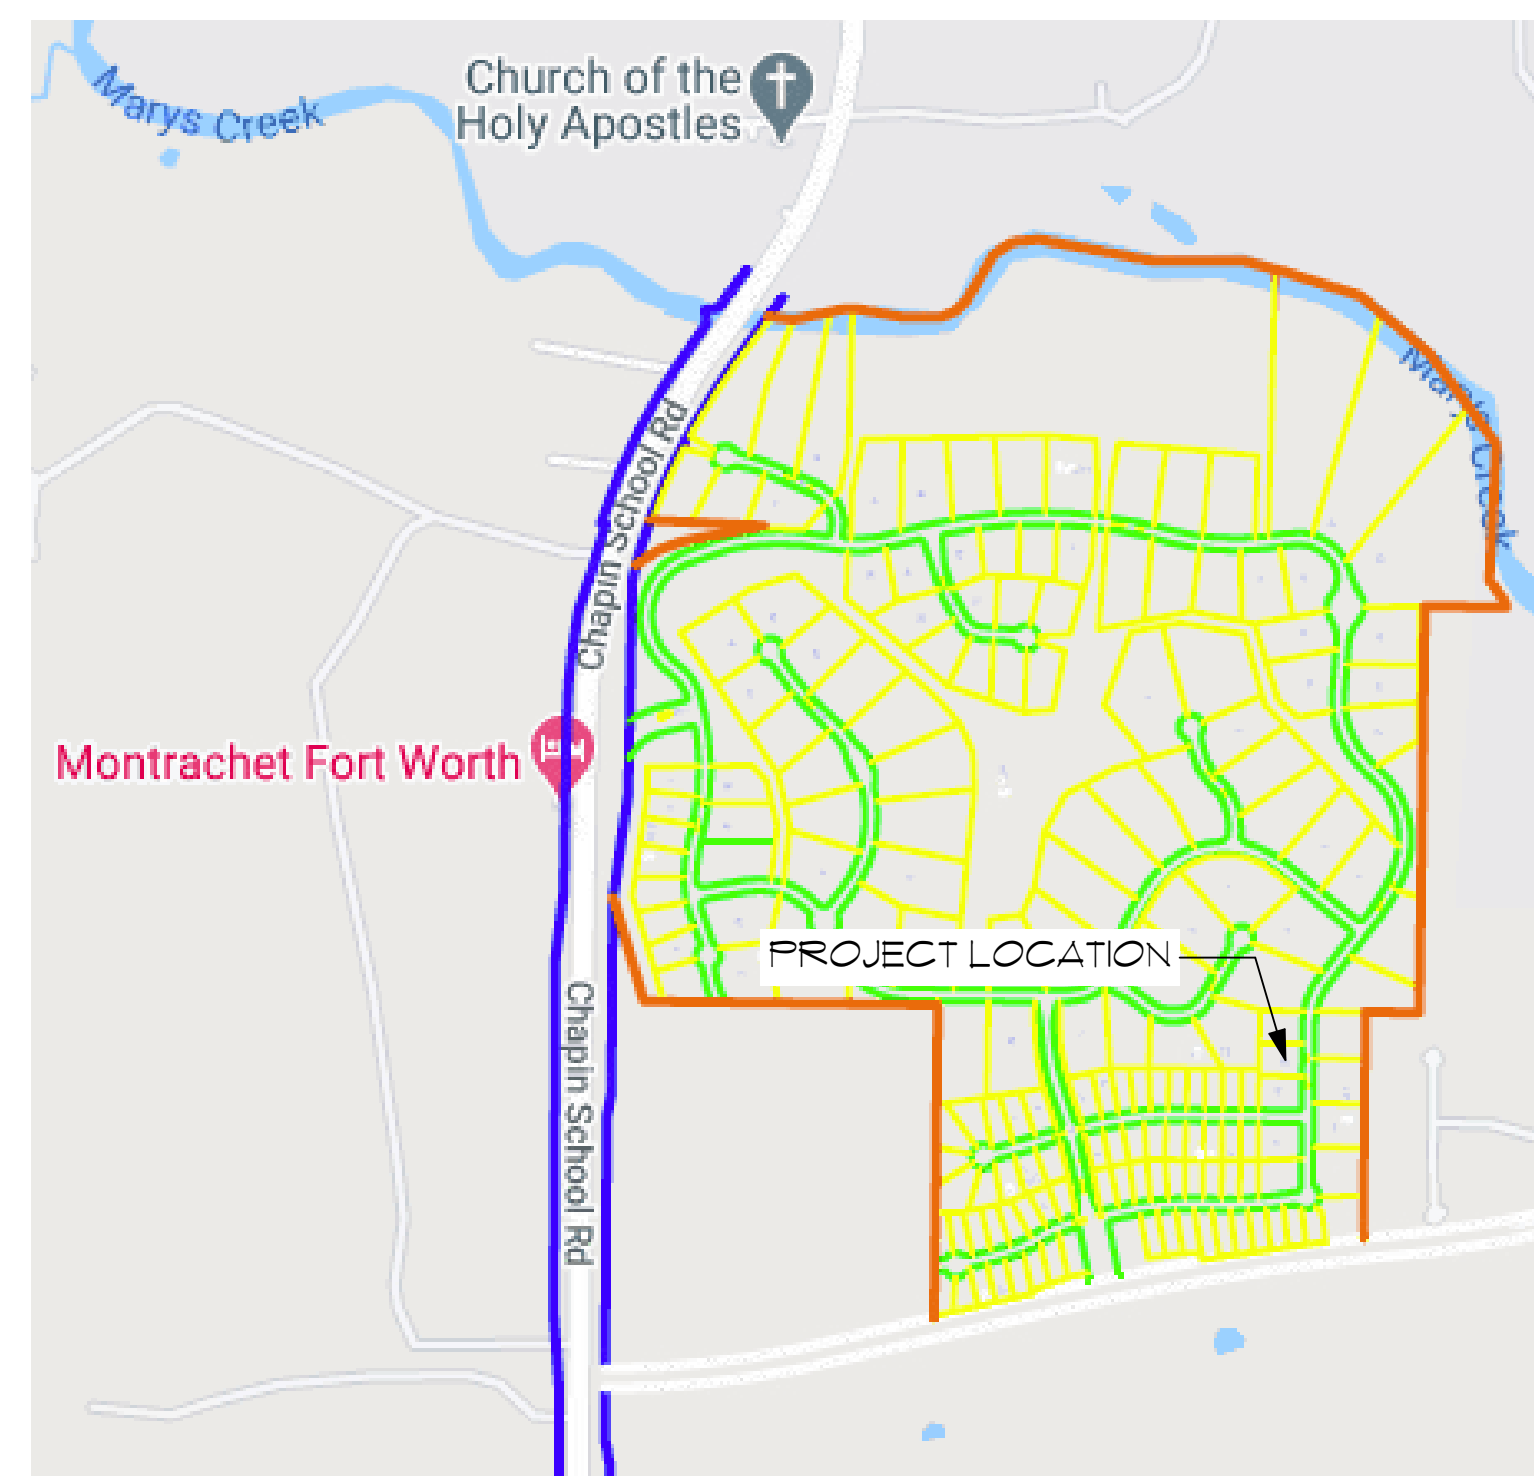 Church of the
Holy Apostles
Marys Creek
Marys Creek
Chapin School Rd
Montrachet Fort Worth
PROJECT LOCATION
Chapin School Rd